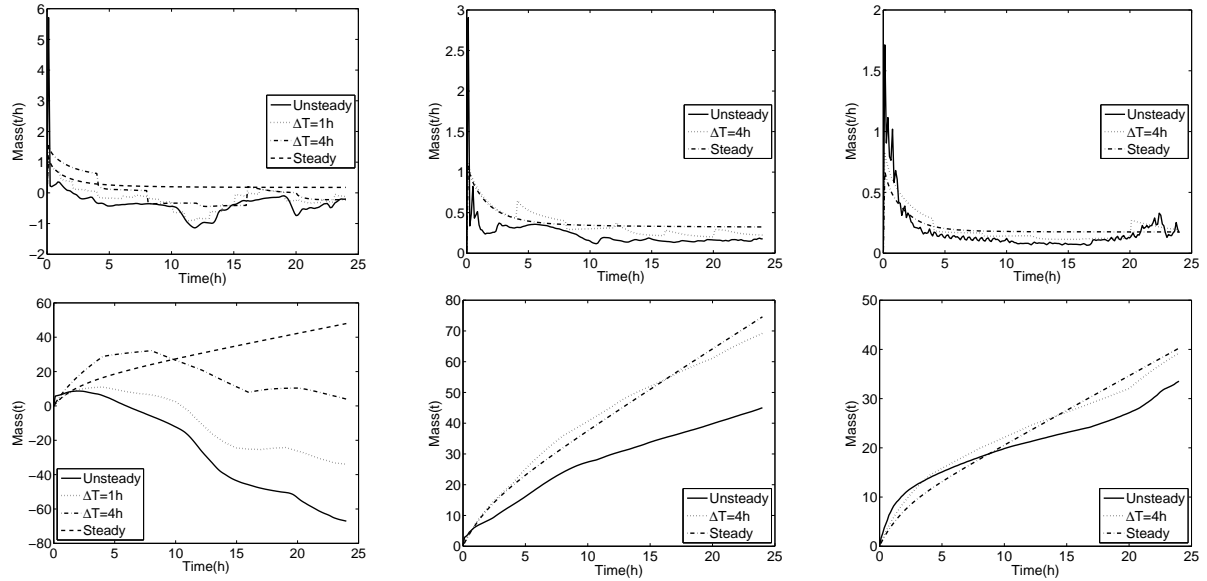 6
5
4
3
2
1
0
−1
−2
Mass(t/h)
Unsteady
ΔT=1h
ΔT=4h
Steady
0 5 10 15 20 25
Time(h)
3
2.5
2
1.5
1
0.5
0
Mass(t/h)
Unsteady
ΔT=4h
Steady
0 5 10 15 20 25
Time(h)
2
1.5
1
0.5
0
Mass(t/h)
Unsteady
ΔT=4h
Steady
0 5 10 15 20 25
Time(h)
60
40
20
0
−20
−40
−60
−80
Mass(t)
Unsteady
ΔT=1h
ΔT=4h
Steady
0 5 10 15 20 25
Time(h)
80
70
60
50
40
30
20
10
0
Mass(t)
Unsteady
ΔT=4h
Steady
0 5 10 15 20 25
Time(h)
50
40
30
20
10
0
Mass(t)
Unsteady
ΔT=4h
Steady
0 5 10 15 20 25
Time(h)